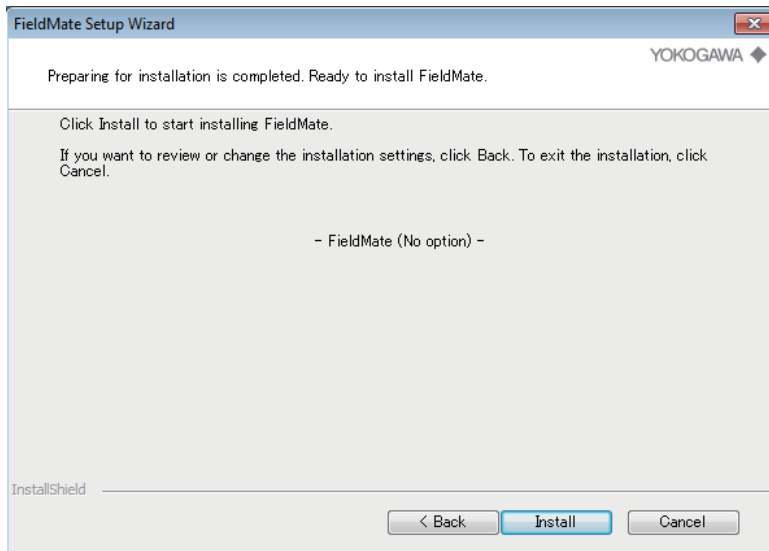 FieldMate Setup Wizard
YOKOGAWA
Preparing for installation is completed. Ready to install FieldMate.
Click Install to start installing FieldMate.
If you want to review or change the installation settings, click Back. To exit the installation, click
Cancel.
- FieldMate (No option) -
InstallShield
< Back Install Cancel